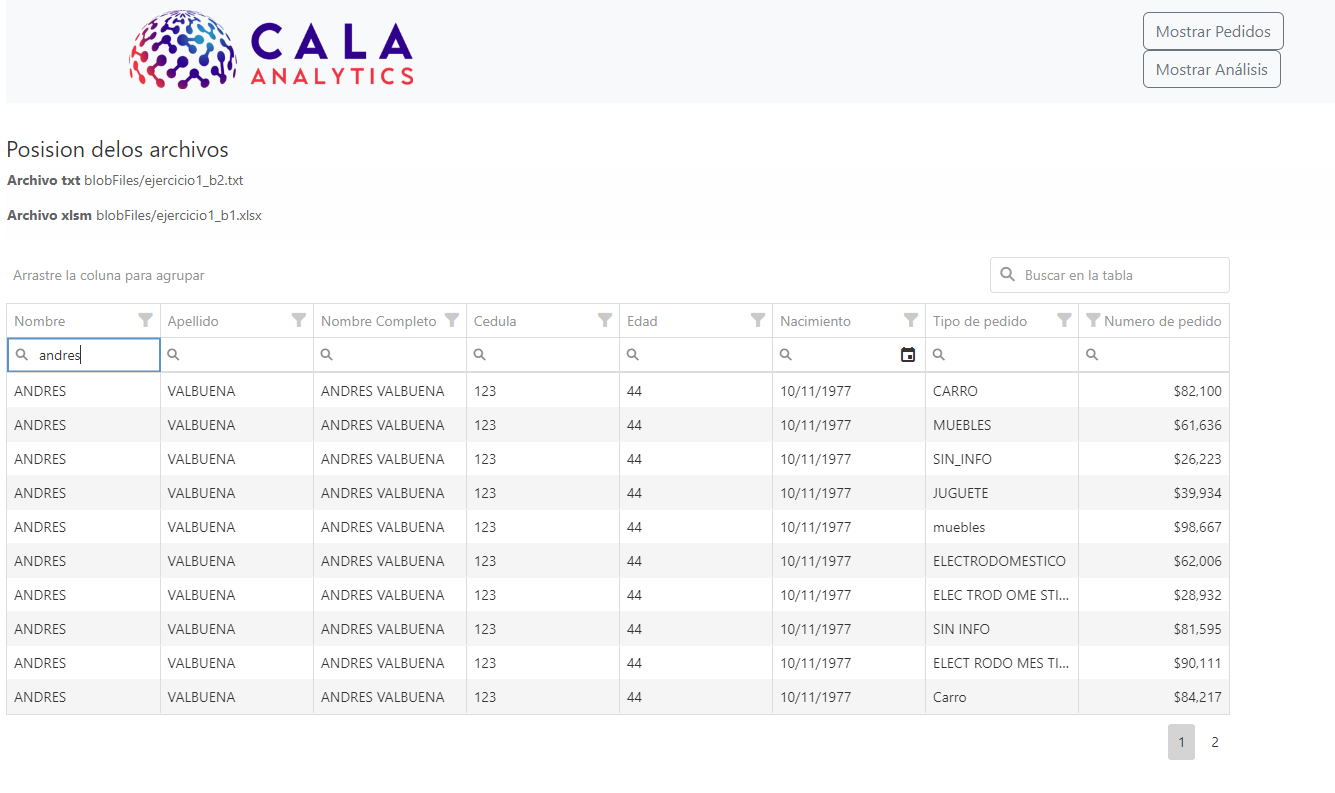 CALA
ANALYTICS
Mostrar Pedidos
Mostrar Análisis
Posision delos archivos
Archivo txt blobFiles/ejercicio1_b2.txt
Archivo xlsm blobFiles/ejercicio1_b1.xlsx
Arrastre la coluna para agrupar
Buscar en la tabla
Nombre Apellido Nombre Completo Cedula Edad Nacimiento Tipo de pedido Numero de pedido
andres
ANDRES VALBUENA ANDRES VALBUENA 123 44 10/11/1977 CARRO $82,100
ANDRES VALBUENA ANDRES VALBUENA 123 44 10/11/1977 MUEBLES $61,636
ANDRES VALBUENA ANDRES VALBUENA 123 44 10/11/1977 SIN_INFO $26,223
ANDRES VALBUENA ANDRES VALBUENA 123 44 10/11/1977 JUGUETE $39,934
ANDRES VALBUENA ANDRES VALBUENA 123 44 10/11/1977 muebles $98,667
ANDRES VALBUENA ANDRES VALBUENA 123 44 10/11/1977 ELECTRODOMESTICO $62,006
ANDRES VALBUENA ANDRES VALBUENA 123 44 10/11/1977 ELEC TROD OME STI... $28,932
ANDRES VALBUENA ANDRES VALBUENA 123 44 10/11/1977 SIN INFO $81,595
ANDRES VALBUENA ANDRES VALBUENA 123 44 10/11/1977 ELECT RODO MES TI... $90,111
ANDRES VALBUENA ANDRES VALBUENA 123 44 10/11/1977 Carro $84,217
1 2